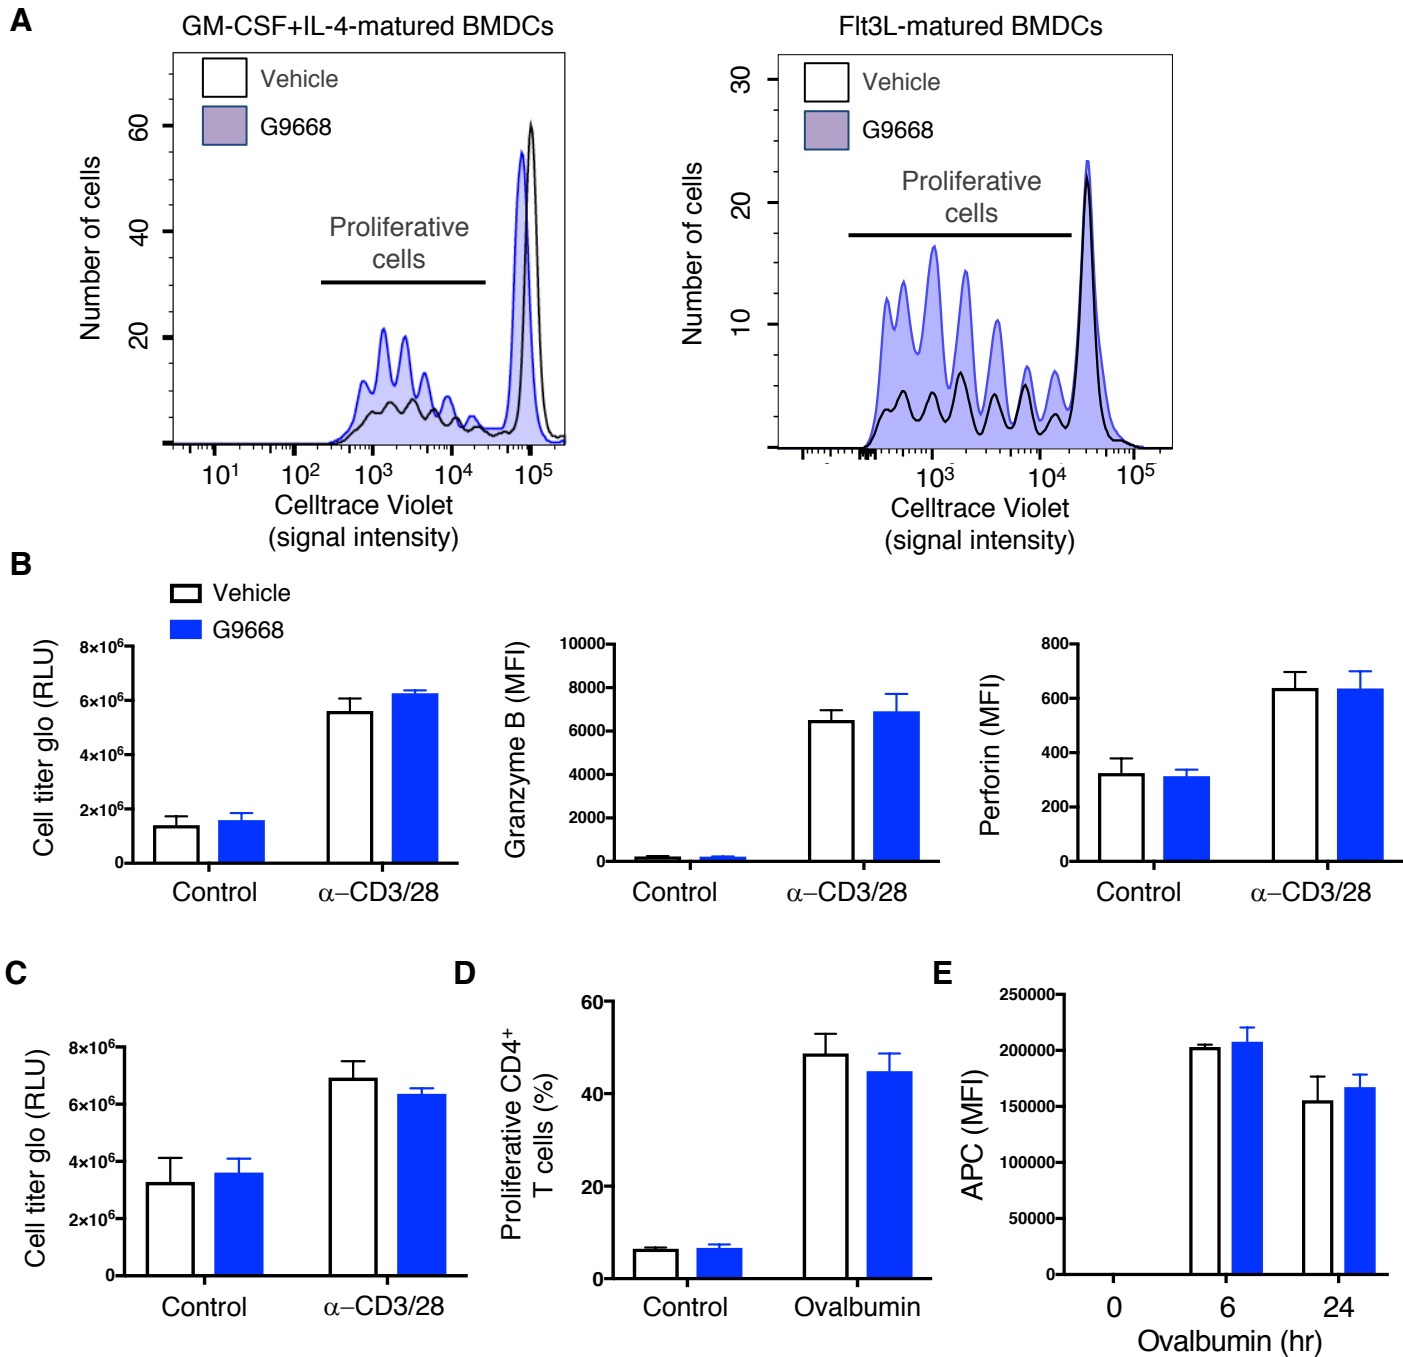 A
GM-CSF+IL-4-matured BMDCs
Vehicle
G9668
Proliferative
cells
Number of cells
60
40
20
10¹ 10² 10³ 10⁴ 10⁵
Celltrace Violet
(signal intensity)
Flt3L-matured BMDCs
Vehicle
G9668
Proliferative
cells
Number of cells
30
20
10
10³ 10⁴ 10⁵
Celltrace Violet
(signal intensity)
B
Vehicle
G9668
Cell titer glo (RLU)
8×10⁶
6×10⁶
4×10⁶
2×10⁶
0
Control α–CD3/28
Granzyme B (MFI)
10000
8000
6000
4000
2000
0
Control α–CD3/28
Perforin (MFI)
800
600
400
200
0
Control α–CD3/28
C
Cell titer glo (RLU)
8×10⁶
6×10⁶
4×10⁶
2×10⁶
0
Control α–CD3/28
D
Proliferative CD4⁺
T cells (%)
60
40
20
0
Control Ovalbumin
E
APC (MFI)
250000
200000
150000
100000
50000
0
0 6 24
Ovalbumin (hr)